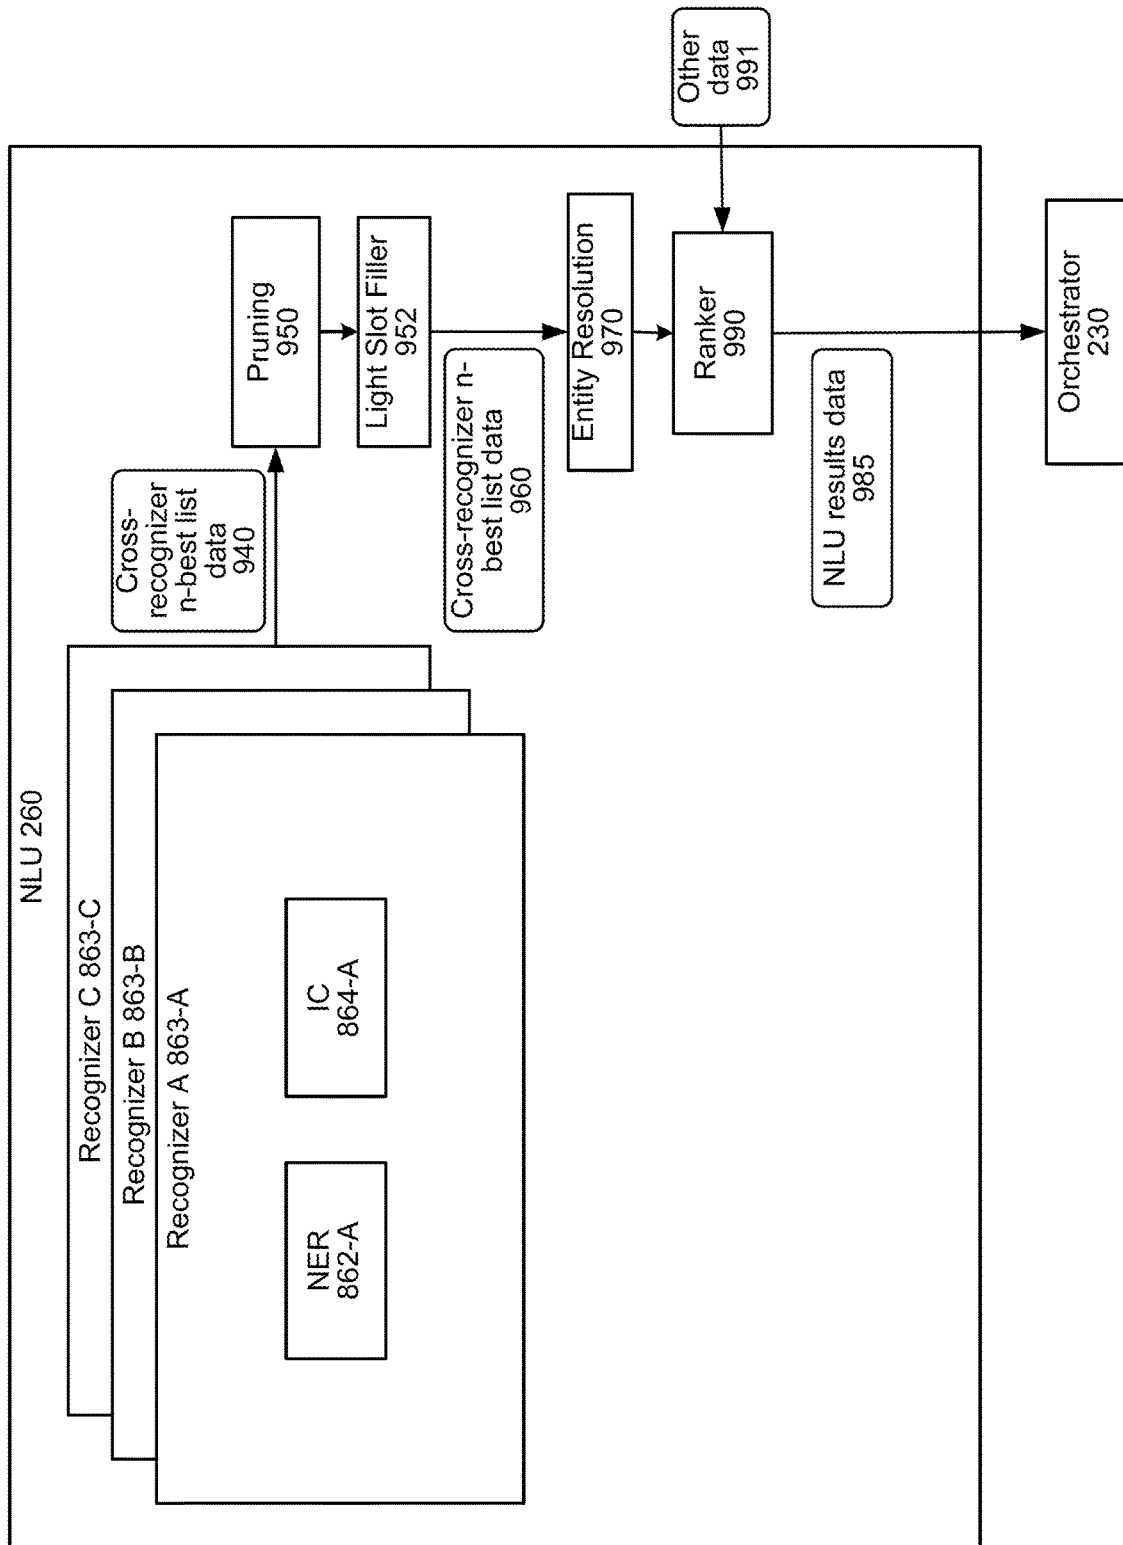 NLU 260
Recognizer C 863-C
Recognizer B 863-B
Recognizer A 863-A
NER
862-A
IC
864-A
Cross-
recognizer
n-best list
data
940
Pruning
950
Light Slot Filler
952
Cross-recognizer n-
best list data
960
Entity Resolution
970
Other
data
991
Ranker
990
NLU results data
985
Orchestrator
230